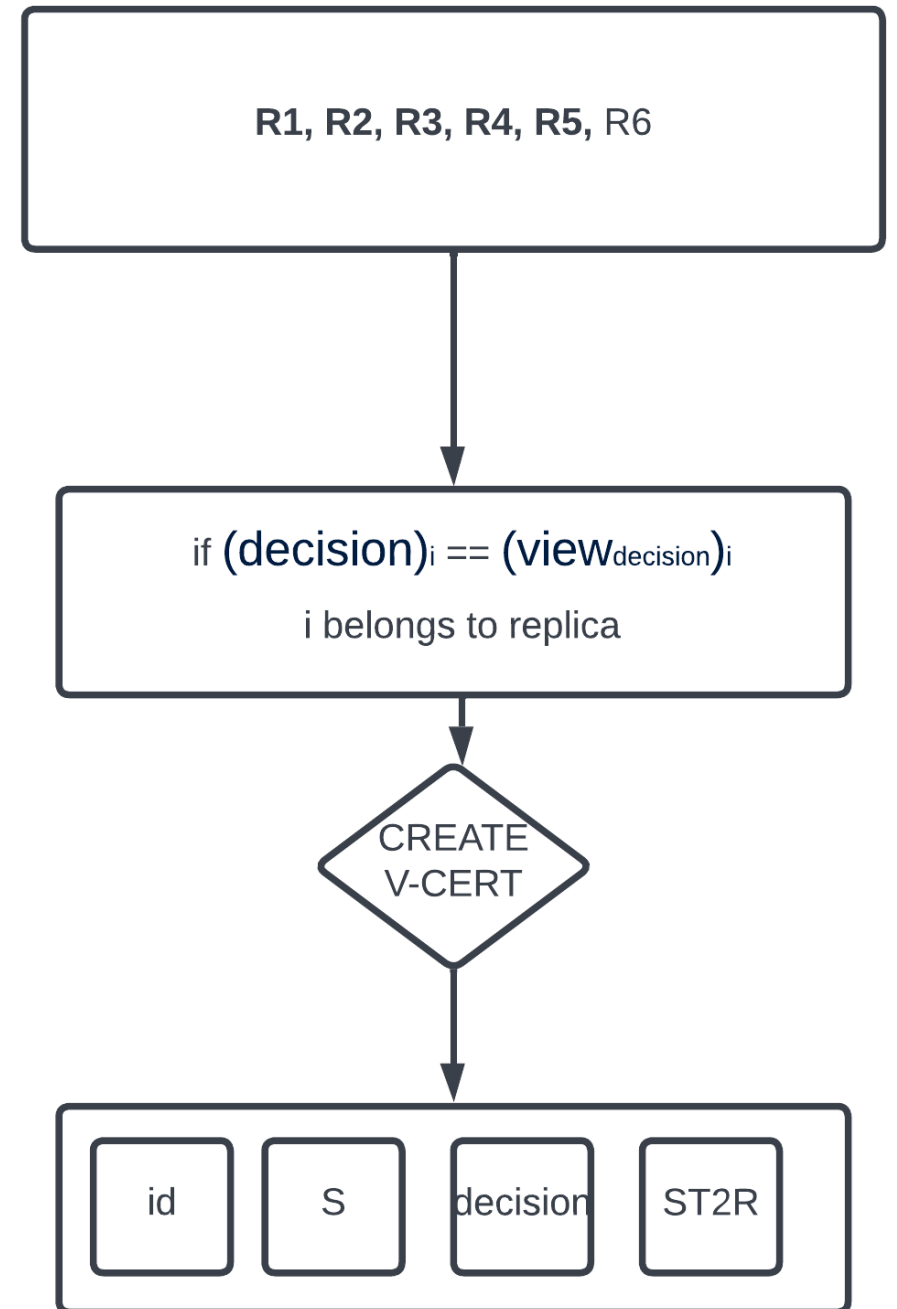 R1, R2, R3, R4, R5, R6
if (decision)i == (viewdecision)i
i belongs to replica
CREATE
V-CERT
id S decision ST2R